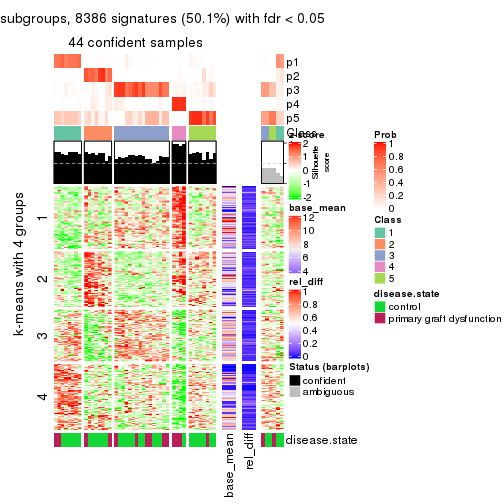 subgroups, 8386 signatures (50.1%) with fdr < 0.05
44 confident samples
p1
p2
p3
p4
p5
Class
z-score
2
1
0
-1
-2
Silhouette
score
base_mean
12
10
8
6
4
rel_diff
1
0.8
0.6
0.4
0.2
0
Status (barplots)
confident
ambiguous
Prob
1
0.8
0.6
0.4
0.2
0
Class
1
2
3
4
5
disease.state
control
primary graft dysfunction
k-means with 4 groups
1
2
3
4
base_mean
rel_diff
disease.state